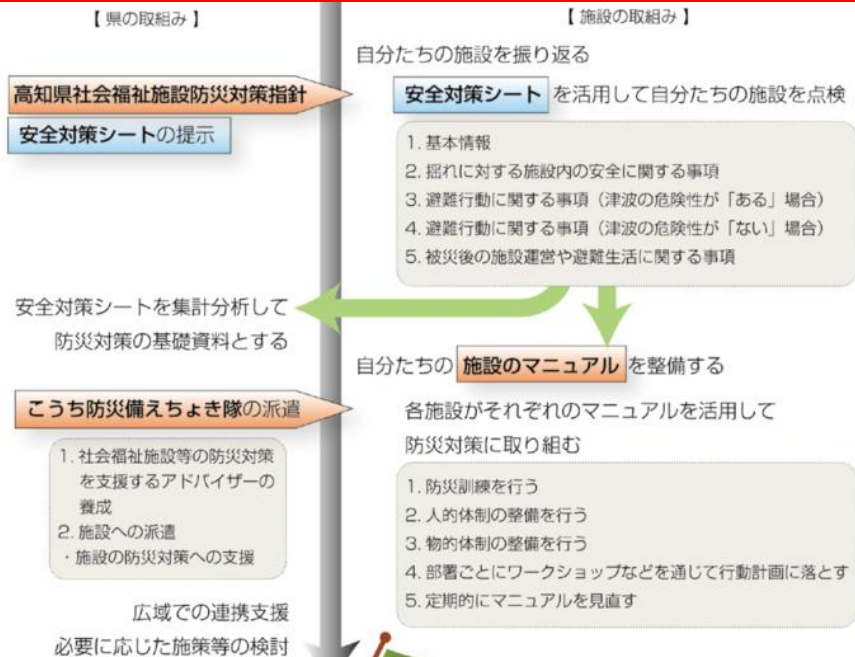 【 県の取組み 】
高知県社会福祉施設防災対策指針
安全対策シートの提示
安全対策シートを集計分析して
防災対策の基礎資料とする
こうち防災備えちょき隊の派遣
1. 社会福祉施設等の防災対策
を支援するアドバイザーの
養成
2. 施設への派遣
・施設の防災対策への支援
広域での連携支援
必要に応じた施策等の検討
【 施設の取組み 】
自分たちの施設を振り返る
安全対策シート を活用して自分たちの施設を点検
1. 基本情報
2. 揺れに対する施設内の安全に関する事項
3. 避難行動に関する事項（津波の危険性が「ある」場合）
4. 避難行動に関する事項（津波の危険性が「ない」場合）
5. 被災後の施設運営や避難生活に関する事項
自分たちの 施設のマニュアル を整備する
各施設がそれぞれのマニュアルを活用して
防災対策に取り組む
1. 防災訓練を行う
2. 人的体制の整備を行う
3. 物的体制の整備を行う
4. 部署ごとにワークショップなどを通じて行動計画に落とす
5. 定期的にマニュアルを見直す